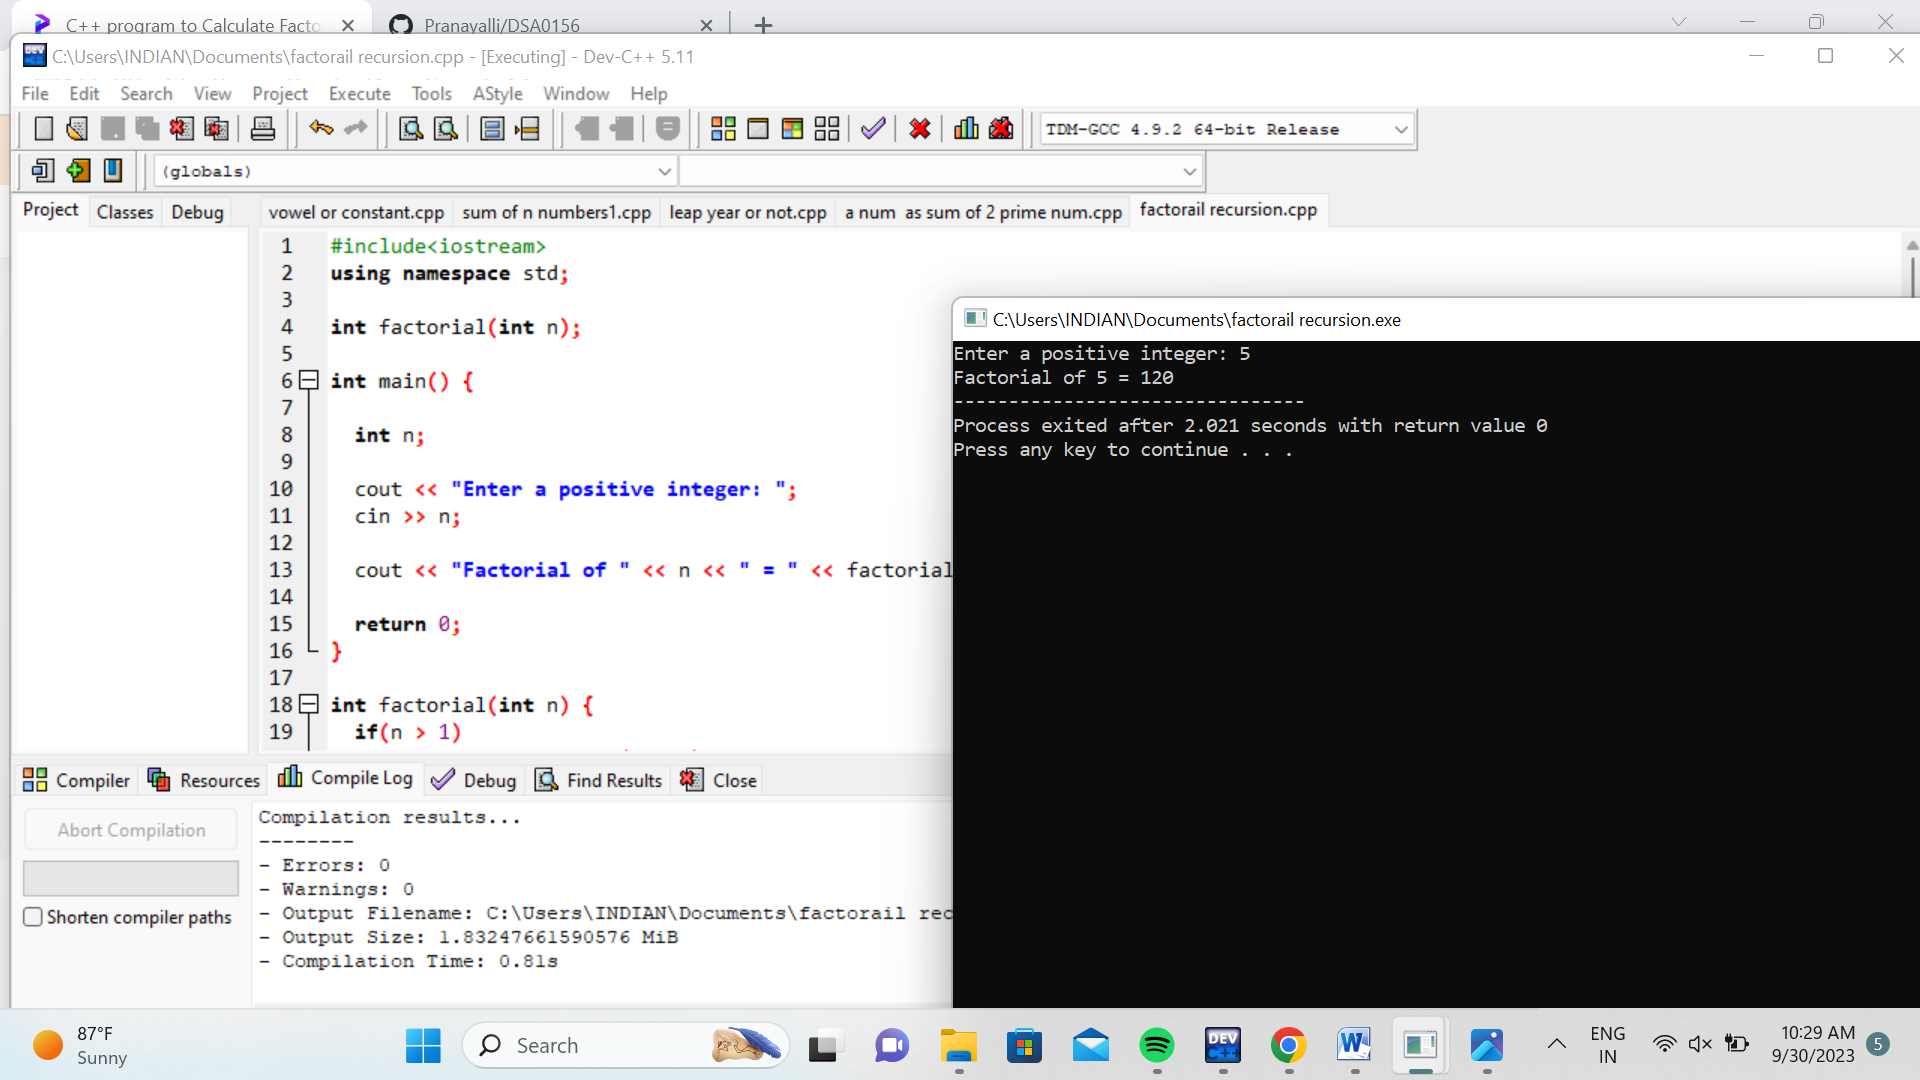 C++ program to Calculate Facto
Pranayalli/DSA0156
C:\Users\INDIAN\Documents\factorail recursion.cpp - [Executing] - Dev-C++ 5.11
File Edit Search View Project Execute Tools AStyle Window Help
TDM-GCC 4.9.2 64-bit Release
(globals)
Project Classes Debug
vowel or constant.cpp sum of n numbers1.cpp leap year or not.cpp a num as sum of 2 prime num.cpp factorail recursion.cpp
1 #include<iostream>
2 using namespace std;
3
4 int factorial(int n);
5
6 int main() {
7
8 int n;
9
10 cout << "Enter a positive integer: ";
11 cin >> n;
12
13 cout << "Factorial of " << n << " = " << factorial
14
15 return 0;
16 }
17
18 int factorial(int n) {
19 if(n > 1)
C:\Users\INDIAN\Documents\factorail recursion.exe
Enter a positive integer: 5
Factorial of 5 = 120
--------------------------------
Process exited after 2.021 seconds with return value 0
Press any key to continue . . .
Compiler Resources Compile Log Debug Find Results Close
Abort Compilation
Shorten compiler paths
Compilation results...
--------
- Errors: 0
- Warnings: 0
- Output Filename: C:\Users\INDIAN\Documents\factorail rec
- Output Size: 1.83247661590576 MiB
- Compilation Time: 0.81s
87°F
Sunny
Search
DEV
C++
W
ENG
IN
10:29 AM
9/30/2023
5